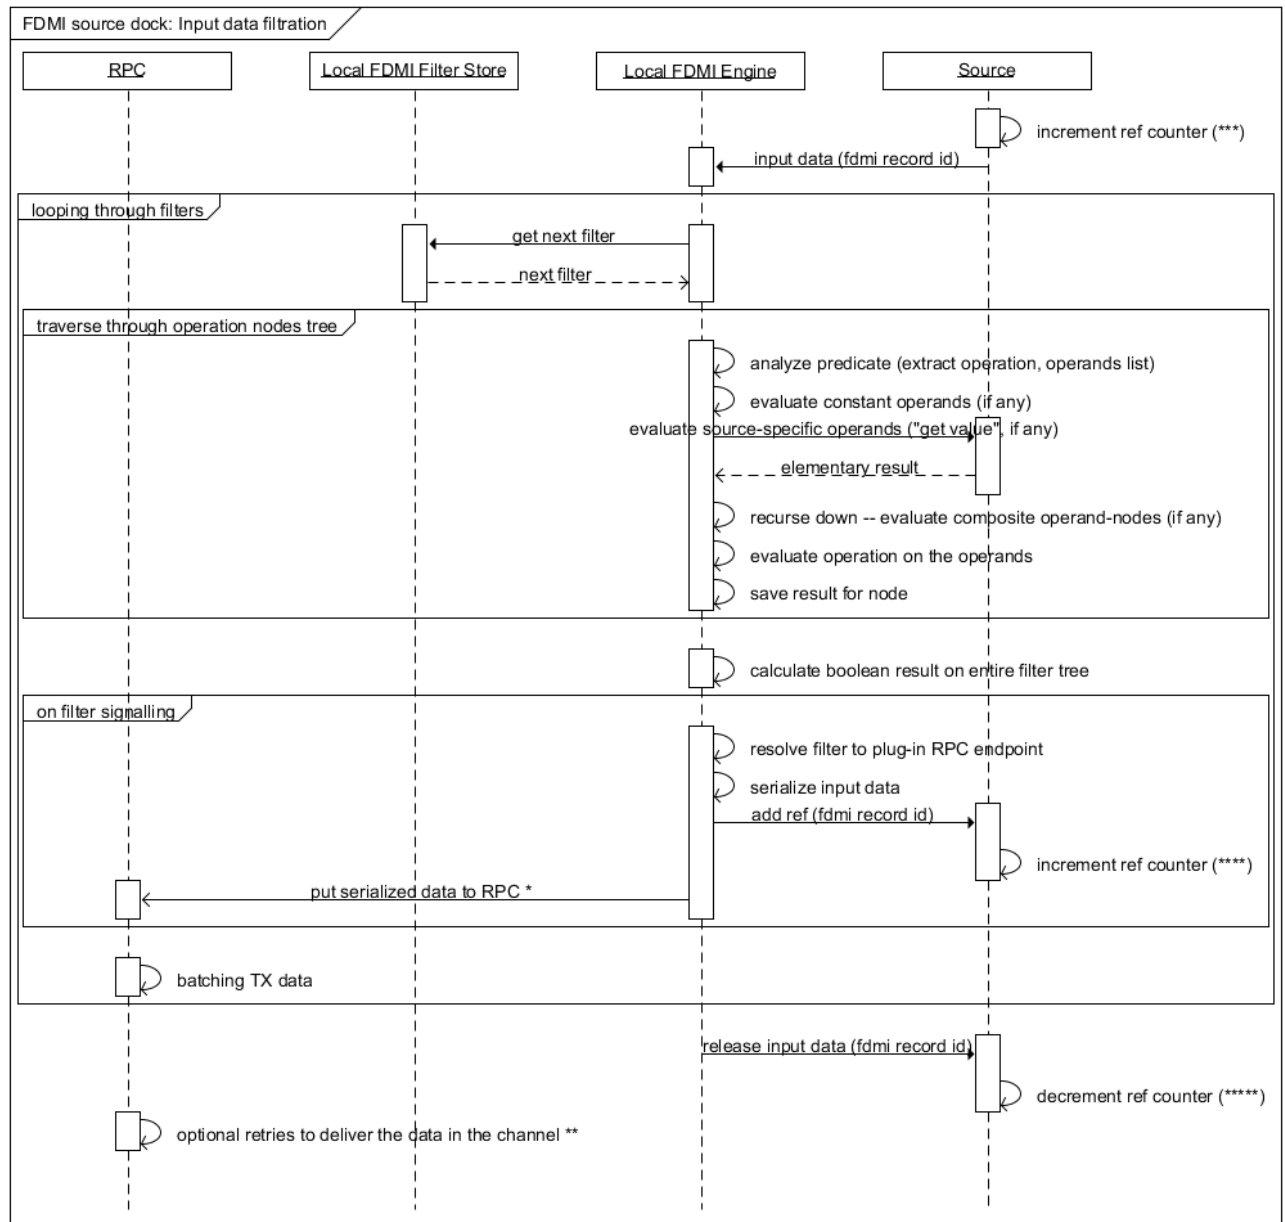 FDMI source dock: Input data filtration
RPC
Local FDMI Filter Store
Local FDMI Engine
Source
increment ref counter (***)
input data (fdmi record id)
looping through filters
get next filter
next filter
traverse through operation nodes tree
analyze predicate (extract operation, operands list)
evaluate constant operands (if any)
evaluate source-specific operands ("get value", if any)
elementary result
recurse down -- evaluate composite operand-nodes (if any)
evaluate operation on the operands
save result for node
calculate boolean result on entire filter tree
on filter signalling
resolve filter to plug-in RPC endpoint
serialize input data
add ref (fdmi record id)
increment ref counter (****)
put serialized data to RPC *
batching TX data
release input data (fdmi record id)
decrement ref counter (*****)
optional retries to deliver the data in the channel **